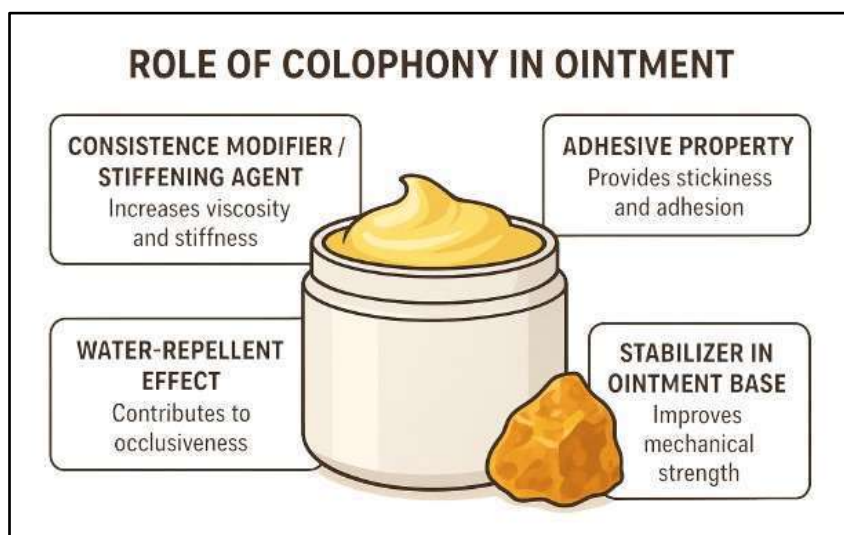 ROLE OF COLOPHONY IN OINTMENT
CONSISTENCE MODIFIER /
STIFFENING AGENT
Increases viscosity
and stiffness
ADHESIVE PROPERTY
Provides stickiness
and adhesion
WATER-REPELLENT
EFFECT
Contributes to
occlusiveness
STABILIZER IN
OINTMENT BASE
Improves
mechanical
strength